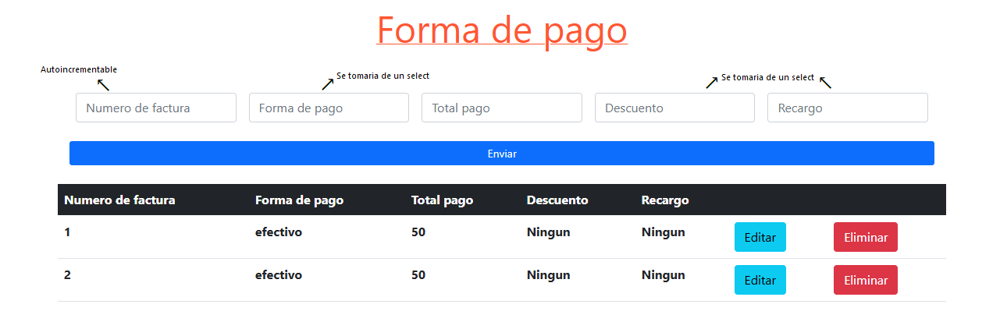 Forma de pago
Autoincrementable
Se tomaria de un select
Se tomaria de un select
Numero de factura Forma de pago Total pago Descuento Recargo
Enviar
Numero de factura Forma de pago Total pago Descuento Recargo
1 efectivo 50 Ningun Ningun Editar Eliminar
2 efectivo 50 Ningun Ningun Editar Eliminar